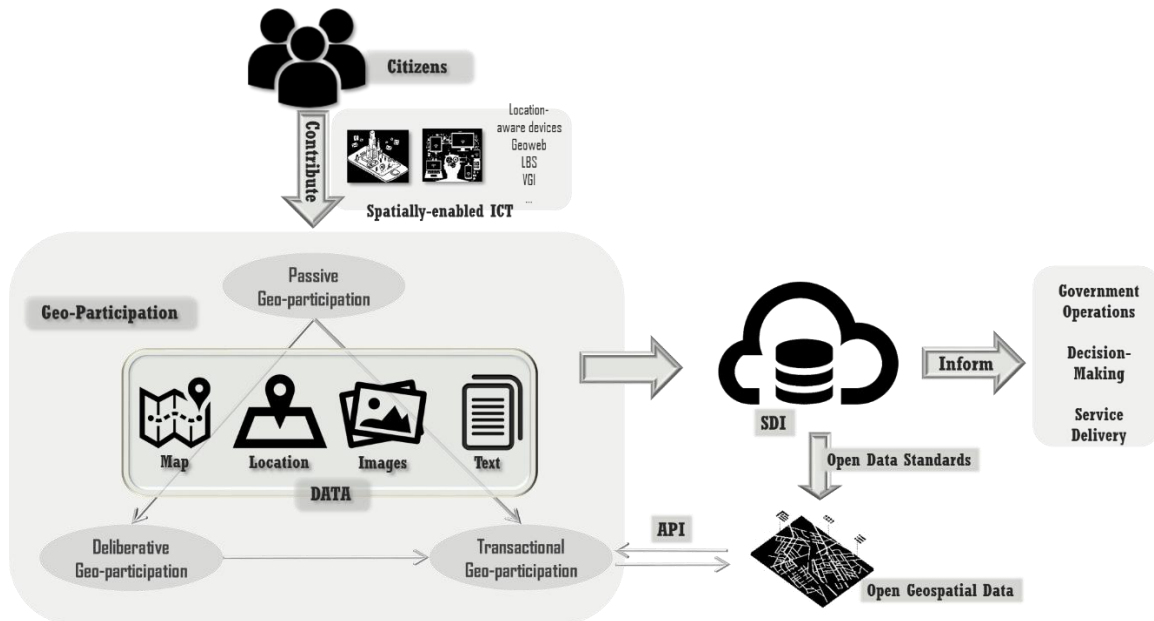 Citizens
Contribute
Location-
aware devices
Geoweb
LBS
VGI
...
Spatially-enabled ICT
Passive
Geo-participation
Geo-Participation
Map
Location
Images
Text
DATA
Deliberative
Geo-participation
Transactional
Geo-participation
SDI
Inform
Government
Operations
Decision-
Making
Service
Delivery
Open Data Standards
API
Open Geospatial Data